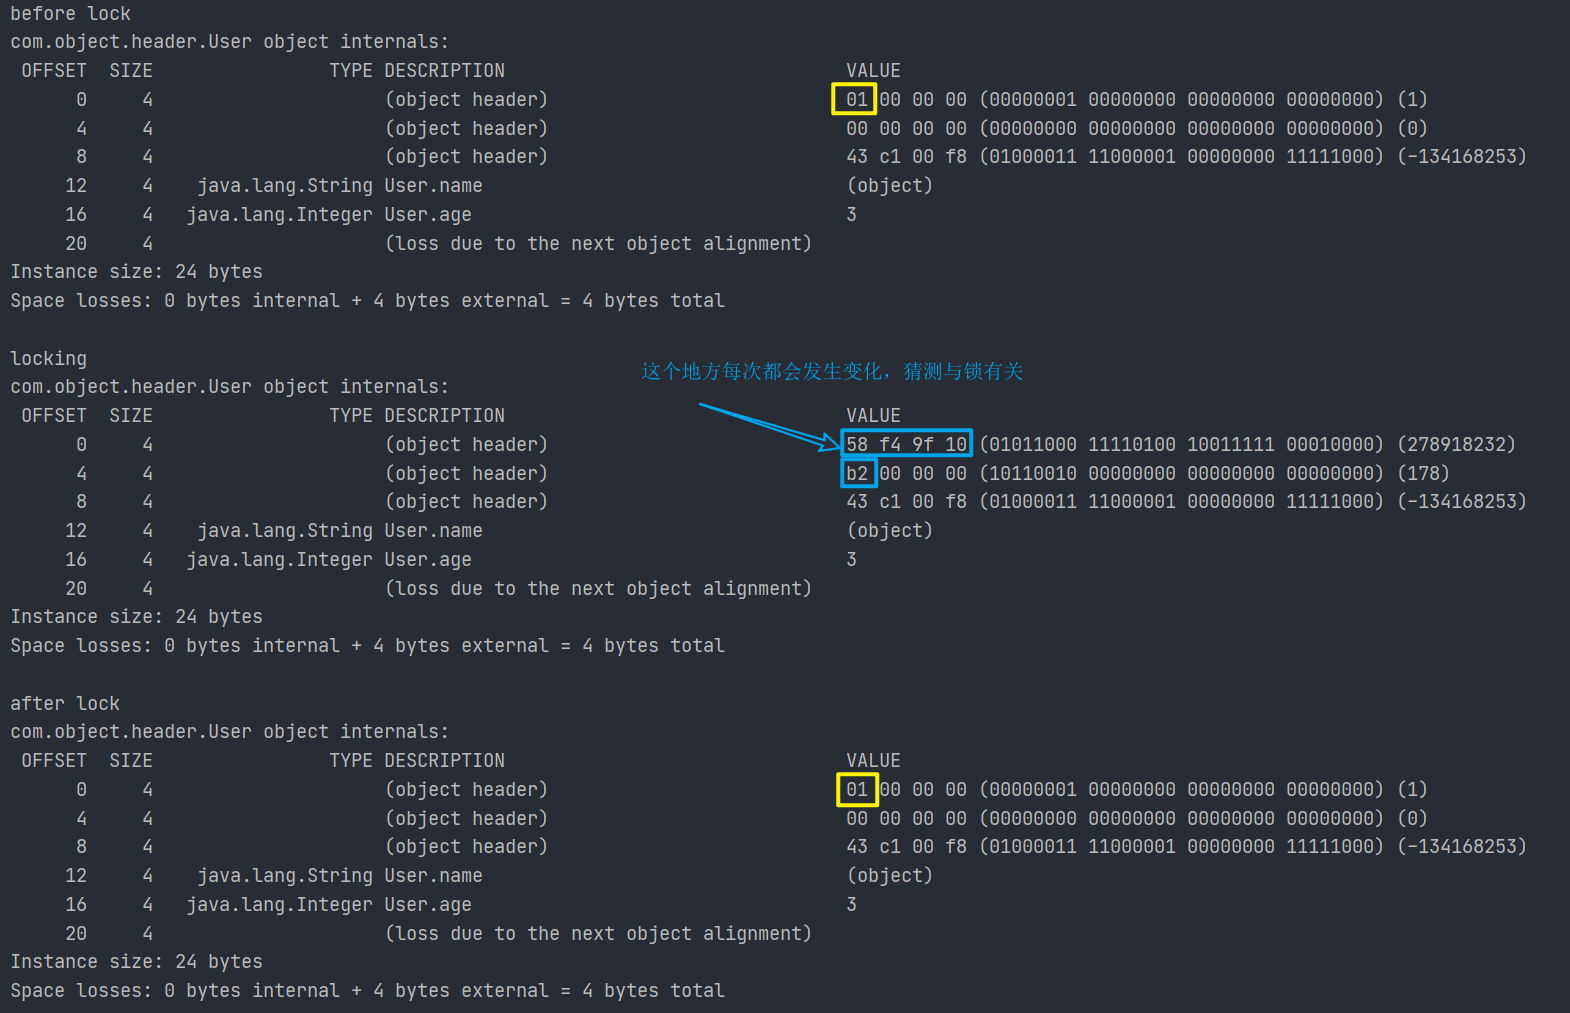 before lock
com.object.header.User object internals:
 OFFSET  SIZE                TYPE DESCRIPTION                               VALUE
      0     4                     (object header)                           01 00 00 00 (00000001 00000000 00000000 00000000) (1)
      4     4                     (object header)                           00 00 00 00 (00000000 00000000 00000000 00000000) (0)
      8     4                     (object header)                           43 c1 00 f8 (01000011 11000001 00000000 11111000) (-134168253)
     12     4    java.lang.String User.name                                 (object)
     16     4   java.lang.Integer User.age                                  3
     20     4                     (loss due to the next object alignment)
Instance size: 24 bytes
Space losses: 0 bytes internal + 4 bytes external = 4 bytes total
locking
这个地方每次都会发生变化，猜测与锁有关
com.object.header.User object internals:
 OFFSET  SIZE                TYPE DESCRIPTION                               VALUE
      0     4                     (object header)                           58 f4 9f 10 (01011000 11110100 10011111 00010000) (278918232)
      4     4                     (object header)                           b2 00 00 00 (10110010 00000000 00000000 00000000) (178)
      8     4                     (object header)                           43 c1 00 f8 (01000011 11000001 00000000 11111000) (-134168253)
     12     4    java.lang.String User.name                                 (object)
     16     4   java.lang.Integer User.age                                  3
     20     4                     (loss due to the next object alignment)
Instance size: 24 bytes
Space losses: 0 bytes internal + 4 bytes external = 4 bytes total
after lock
com.object.header.User object internals:
 OFFSET  SIZE                TYPE DESCRIPTION                               VALUE
      0     4                     (object header)                           01 00 00 00 (00000001 00000000 00000000 00000000) (1)
      4     4                     (object header)                           00 00 00 00 (00000000 00000000 00000000 00000000) (0)
      8     4                     (object header)                           43 c1 00 f8 (01000011 11000001 00000000 11111000) (-134168253)
     12     4    java.lang.String User.name                                 (object)
     16     4   java.lang.Integer User.age                                  3
     20     4                     (loss due to the next object alignment)
Instance size: 24 bytes
Space losses: 0 bytes internal + 4 bytes external = 4 bytes total